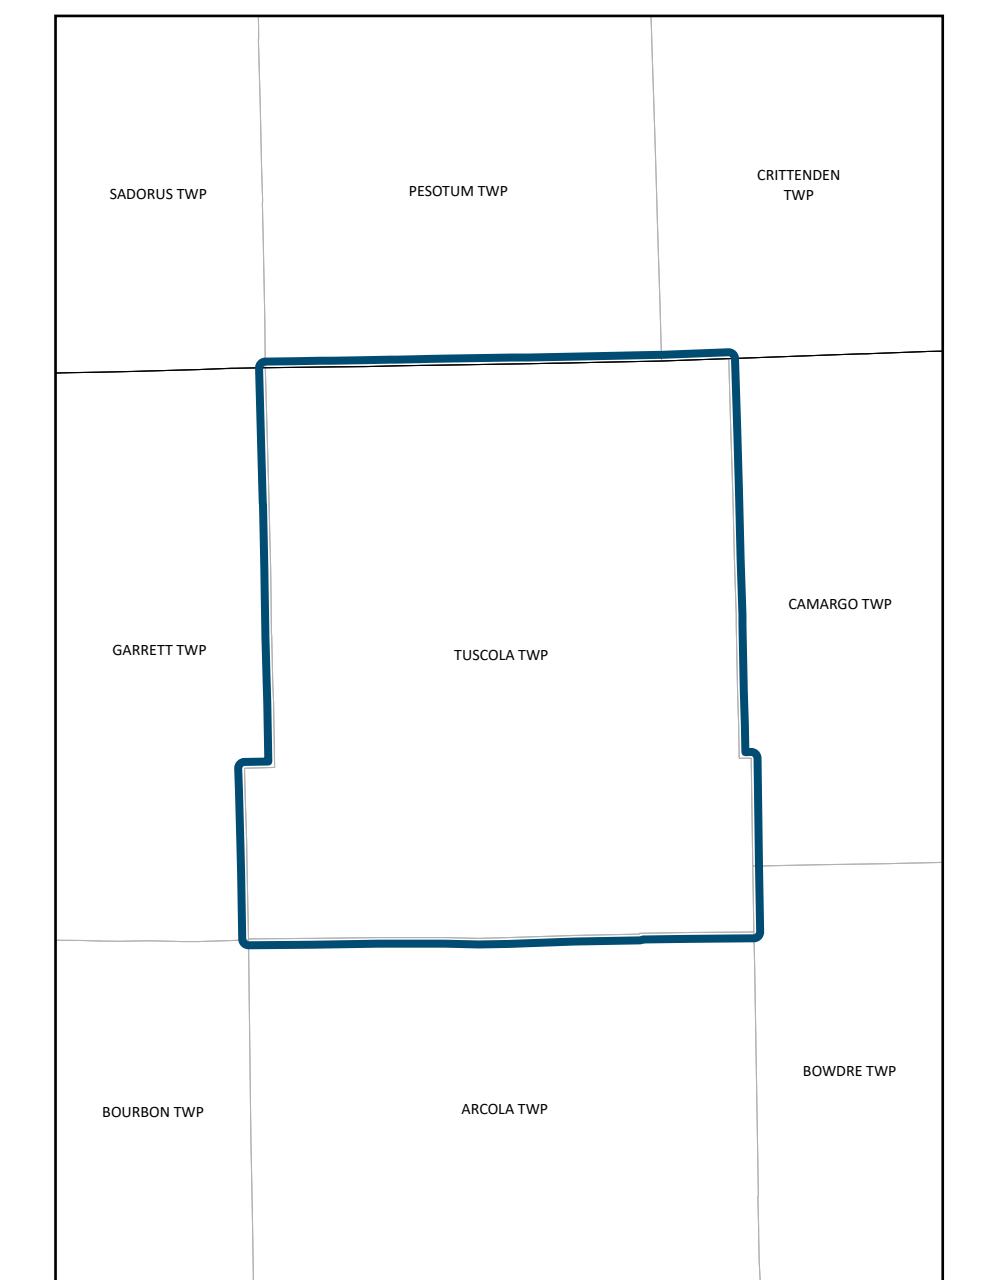 SADORUS TWP
PESOTUM TWP
CRITTENDEN
TWP
GARRETT TWP
TUSCOLA TWP
CAMARGO TWP
BOURBON TWP
ARCOLA TWP
BOWDRE TWP